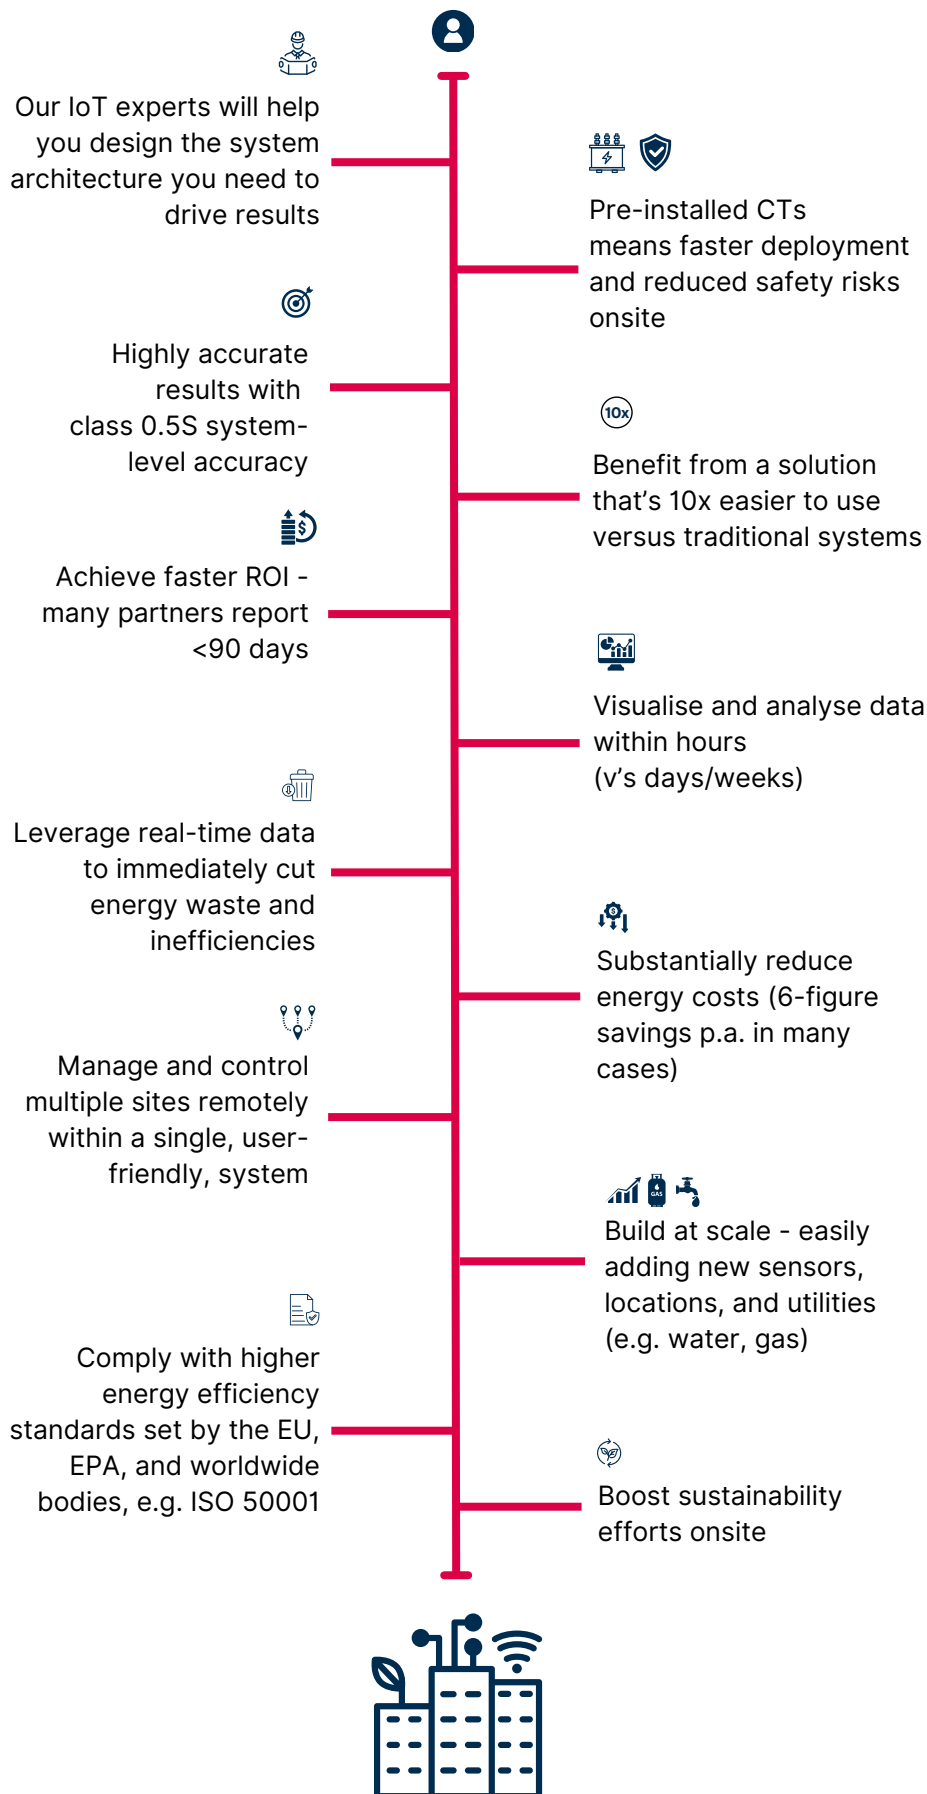 Our IoT experts will help
you design the system
architecture you need to
drive results
Pre-installed CTs
means faster deployment
and reduced safety risks
onsite
Highly accurate
results with
class 0.5S system-
level accuracy
10x
Benefit from a solution
that's 10x easier to use
versus traditional systems
Achieve faster ROI -
many partners report
<90 days
Visualise and analyse data
within hours
(v's days/weeks)
Leverage real-time data
to immediately cut
energy waste and
inefficiencies
Substantially reduce
energy costs (6-figure
savings p.a. in many
cases)
Manage and control
multiple sites remotely
within a single, user-
friendly, system
GAS
Build at scale - easily
adding new sensors,
locations, and utilities
(e.g. water, gas)
Comply with higher
energy efficiency
standards set by the EU,
EPA, and worldwide
bodies, e.g. ISO 50001
Boost sustainability
efforts onsite